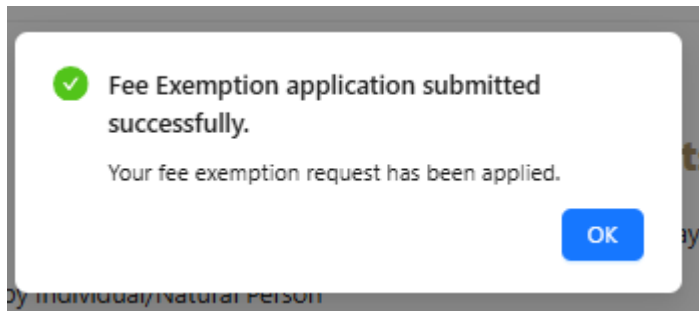 Fee Exemption application submitted
successfully.
Your fee exemption request has been applied.
OK
by Individual/Natural Person